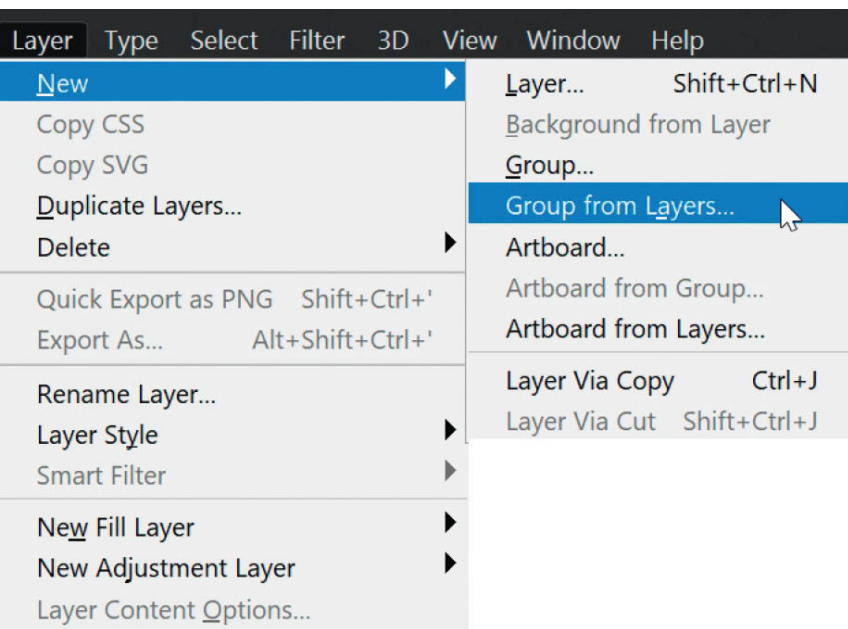 Layer Type Select Filter 3D View Window Help
New
Copy CSS
Copy SVG
Duplicate Layers...
Delete
Quick Export as PNG Shift+Ctrl+'
Export As... Alt+Shift+Ctrl+'
Rename Layer...
Layer Style
Smart Filter
New Fill Layer
New Adjustment Layer
Layer Content Options...
Layer... Shift+Ctrl+N
Background from Layer
Group...
Group from Layers...
Artboard...
Artboard from Group...
Artboard from Layers...
Layer Via Copy Ctrl+J
Layer Via Cut Shift+Ctrl+J